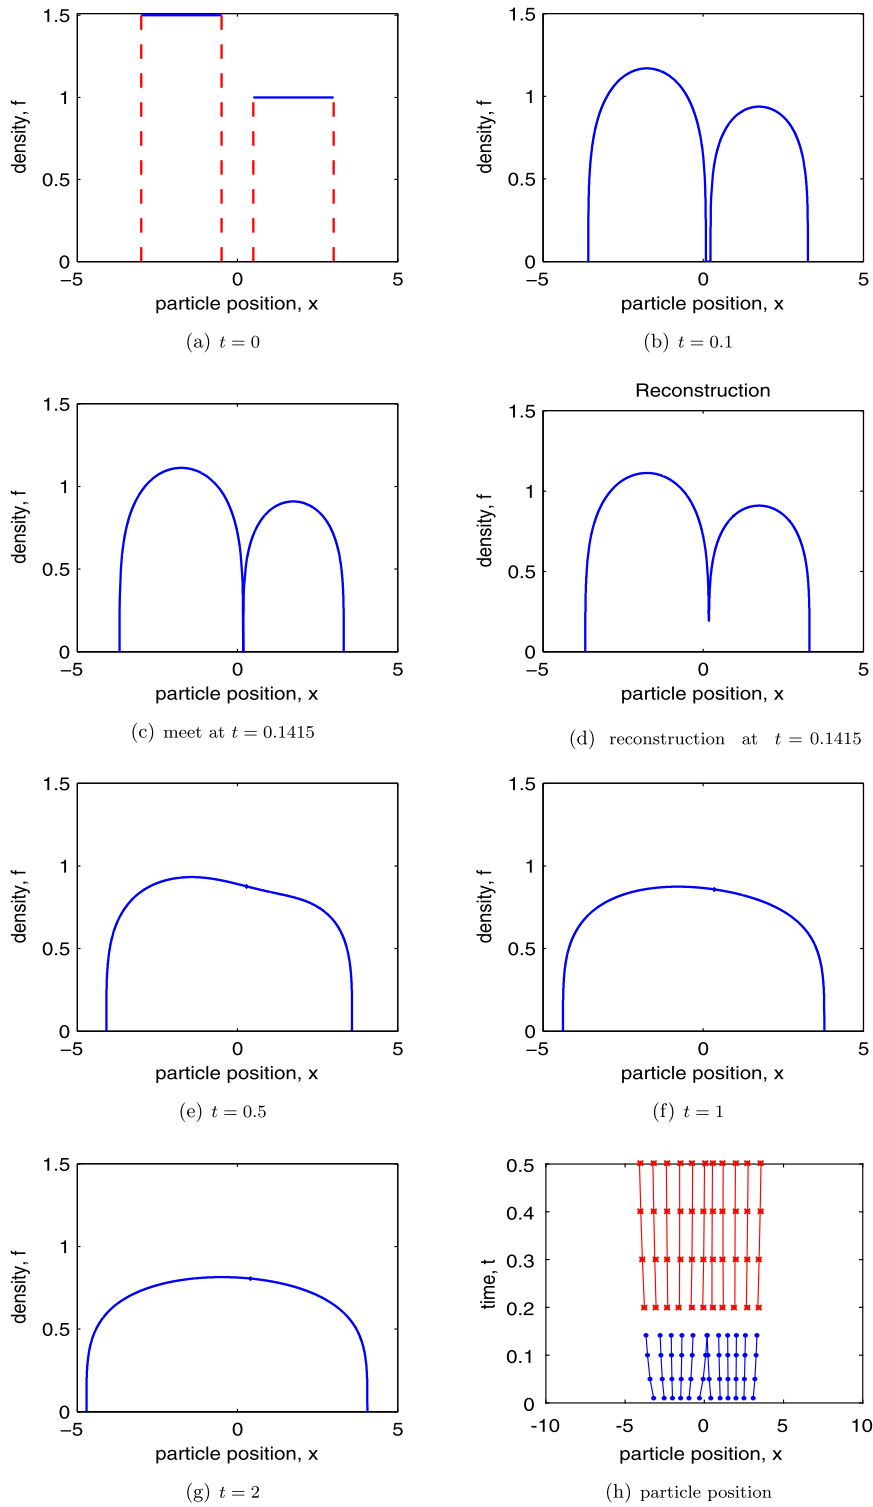 1.5
1
0.5
0
density, f
−5
0
5
particle position, x
(a) t = 0
1.5
1
0.5
0
density, f
−5
0
5
particle position, x
(b) t = 0.1
1.5
1
0.5
0
density, f
−5
0
5
particle position, x
(c) meet at t = 0.1415
Reconstruction
1.5
1
0.5
0
density, f
−5
0
5
particle position, x
(d) reconstruction at t = 0.1415
1.5
1
0.5
0
density, f
−5
0
5
particle position, x
(e) t = 0.5
1.5
1
0.5
0
density, f
−5
0
5
particle position, x
(f) t = 1
1.5
1
0.5
0
density, f
−5
0
5
particle position, x
(g) t = 2
0.5
0.4
0.3
0.2
0.1
0
time, t
-10
-5
0
5
10
particle position, x
(h) particle position